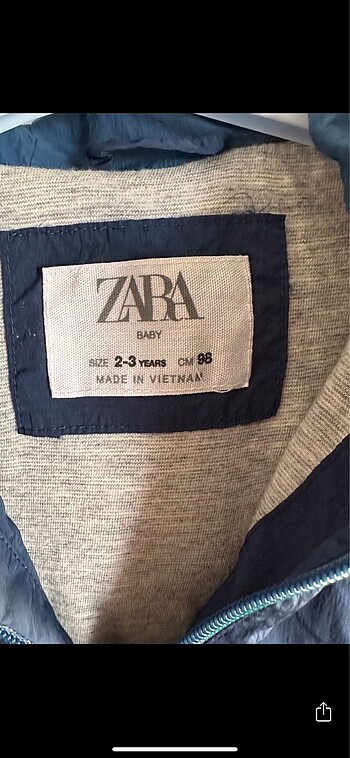 ZARA
BABY
SIZE 2-3 YEARS CM 98
MADE IN VIETNAM